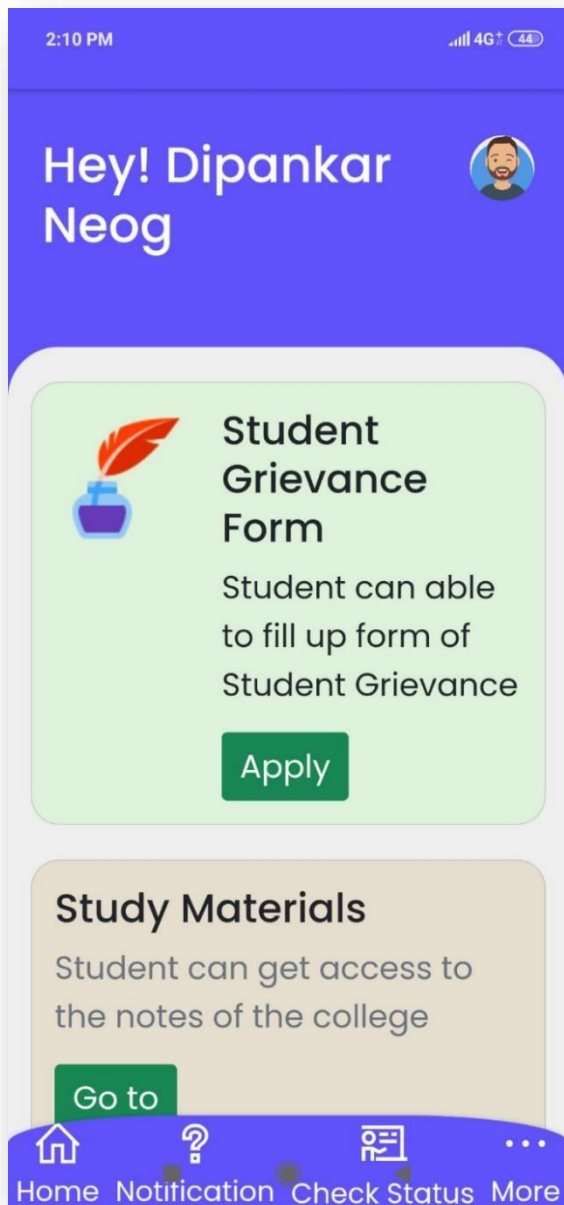 2:10 PM
4G+ 44
Hey! Dipankar
Neog
Student
Grievance
Form
Student can able
to fill up form of
Student Grievance
Apply
Study Materials
Student can get access to
the notes of the college
Go to
Home Notification Check Status More